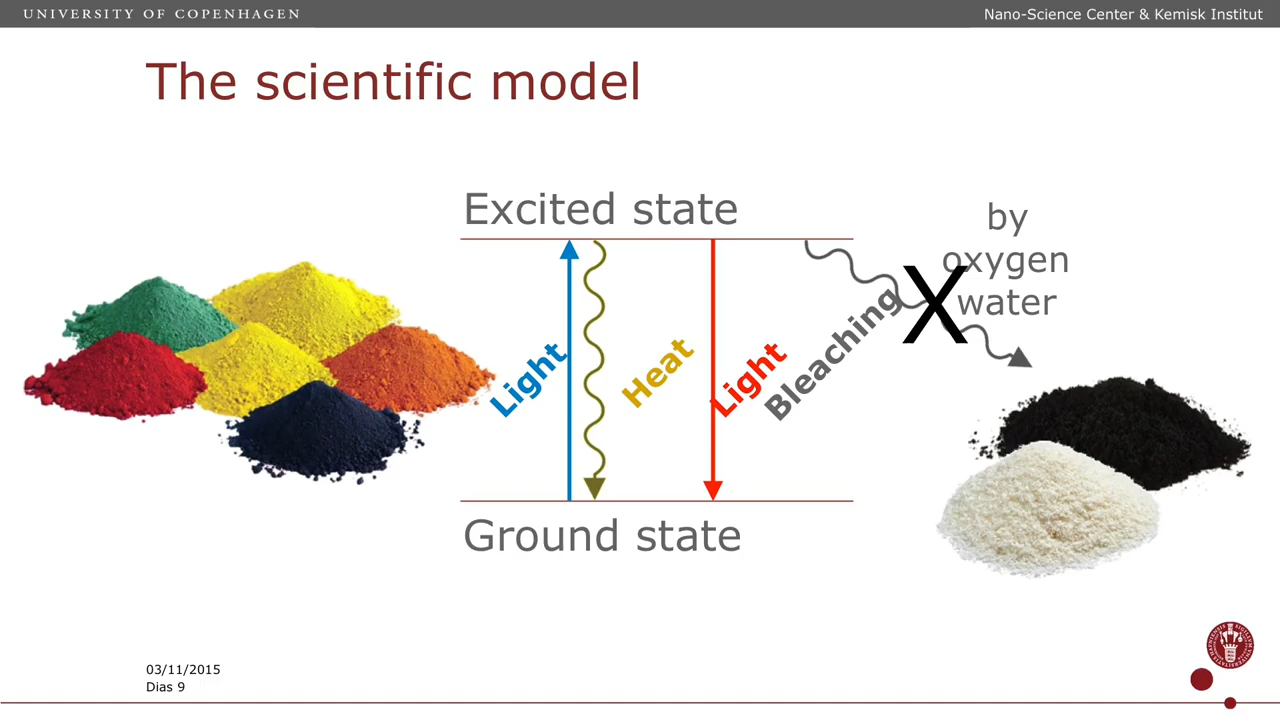 UNIVERSITY OF COPENHAGEN
Nano-Science Center & Kemisk Institut
The scientific model
Excited state
by
oxygen
water
X
Light
Heat
Light
Bleaching
Ground state
03/11/2015
Dias 9